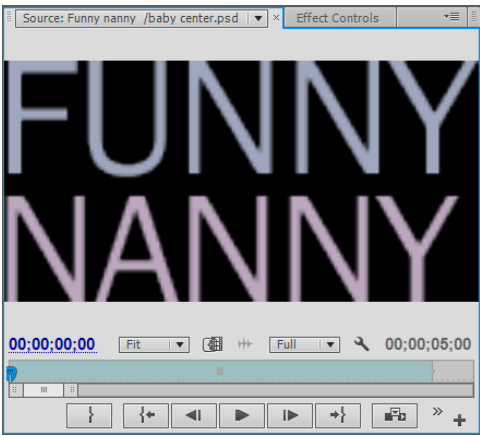 Source: Funny nanny /baby center.psd
Effect Controls
FUNNY
NANNY
00;00;00;00
Fit
Full
00;00;05;00